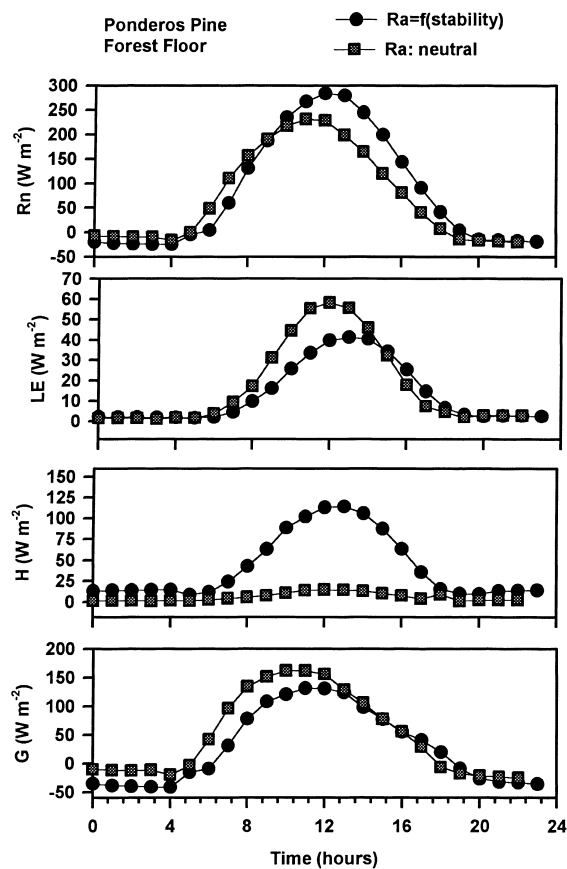 Ponderos Pine
Forest Floor
Ra=f(stability)
Ra: neutral
Rn (W m-2)
300
250
200
150
100
50
0
-50
LE (W m-2)
70
60
50
40
30
20
10
0
H (W m-2)
150
125
100
75
50
25
0
G (W m-2)
200
150
100
50
0
-50
0 4 8 12 16 20 24
Time (hours)